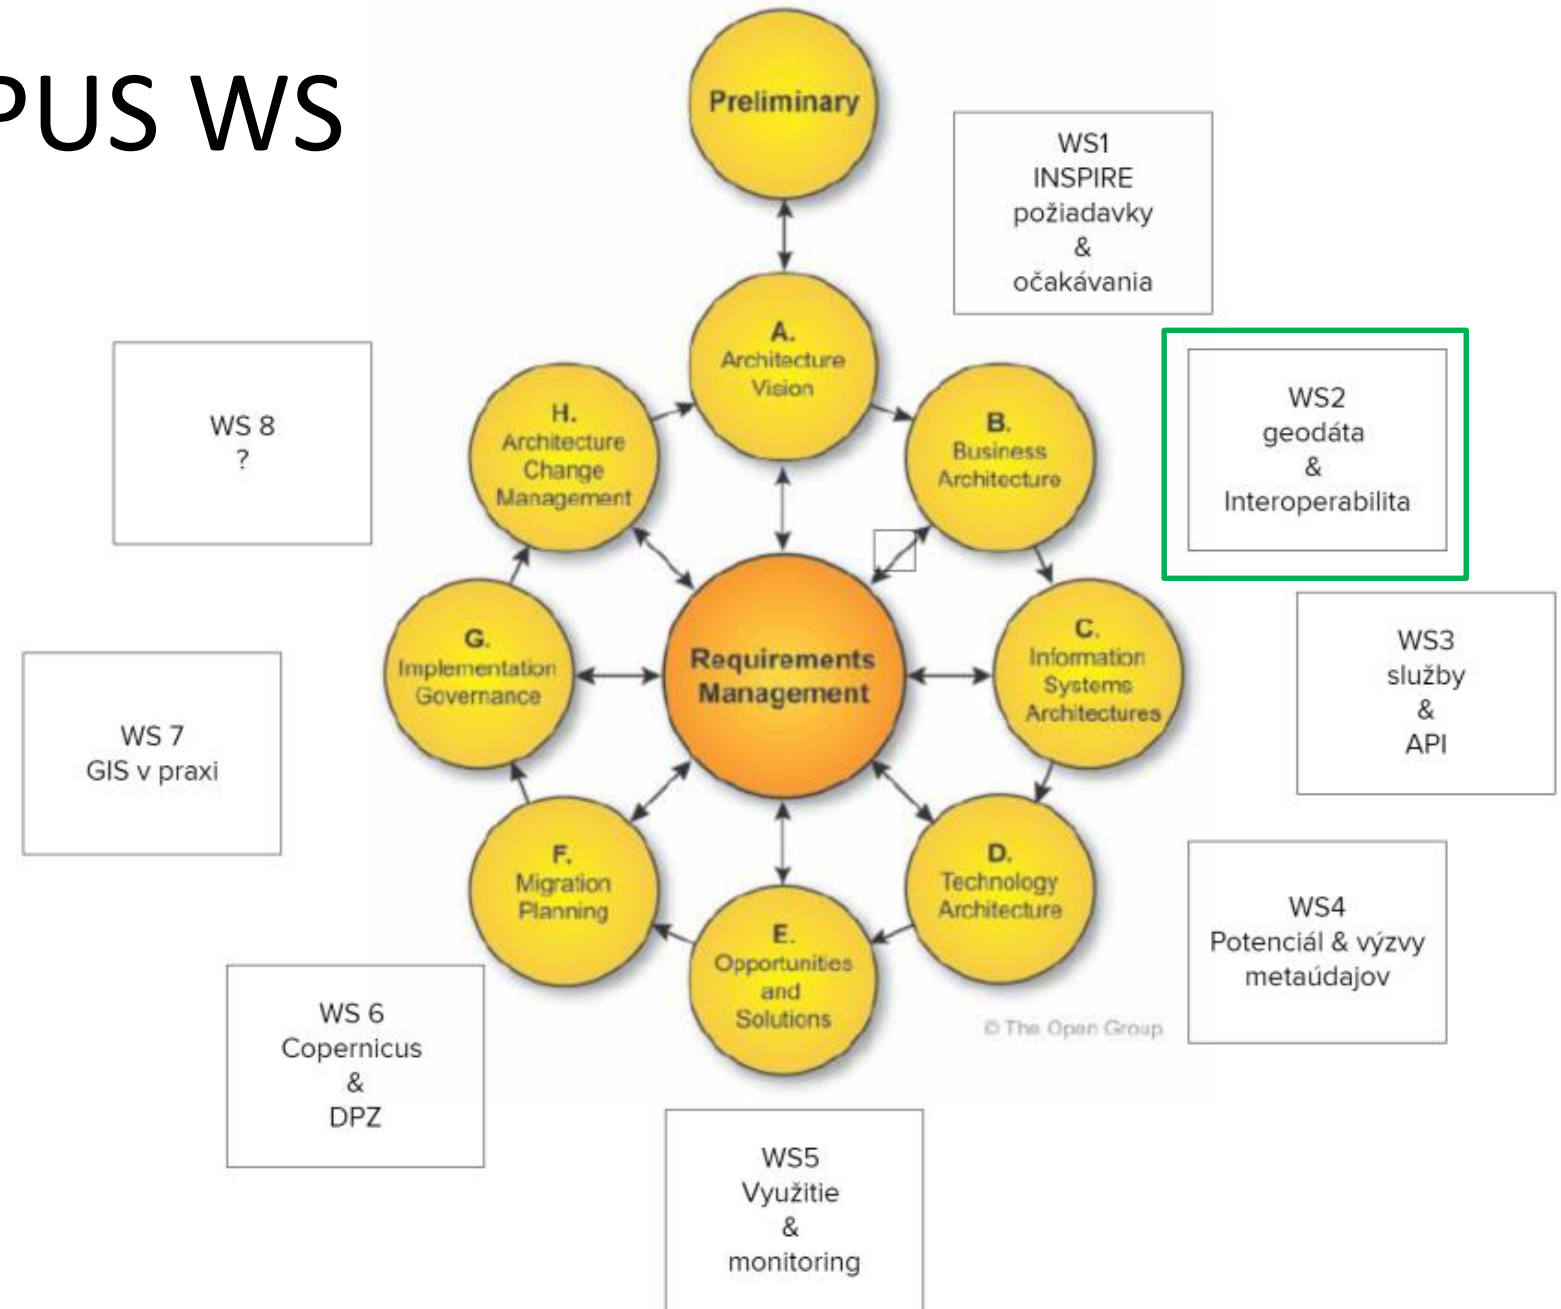 PUS WS
Preliminary
WS1
INSPIRE
požiadavky
&
očakávania
A.
Architecture
Vision
WS 8
?
H.
Architecture
Change
Management
B.
Business
Architecture
WS2
geodáta
&
Interoperabilita
G.
Implementation
Governance
Requirements
Management
C.
Information
Systems
Architectures
WS3
služby
&
API
WS 7
GIS v praxi
F.
Migration
Planning
D.
Technology
Architecture
WS4
Potenciál & výzvy
metaúdajov
E.
Opportunities
and
Solutions
© The Open Group
WS 6
Copernicus
&
DPZ
WS5
Využitie
&
monitoring